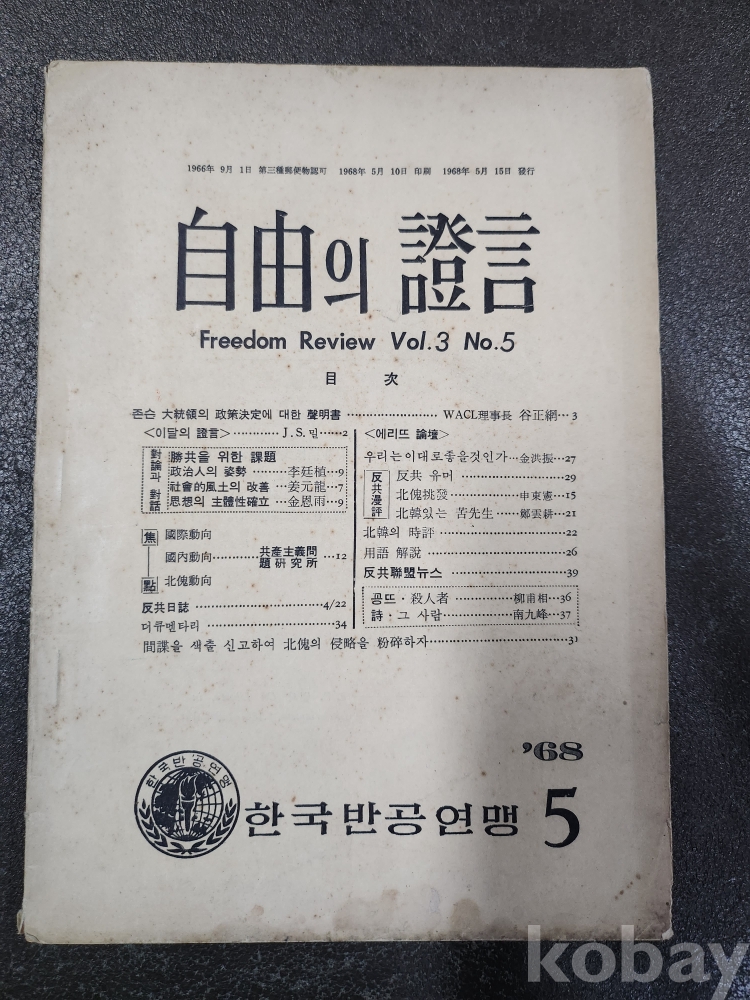 1966年 9月 1日 第三種郵便物認可 1968年 5月 10日 印刷 1968年 5月 15日 發行
自由의 證言
Freedom Review Vol.3 No.5
目 次
존슨 大統領의 政策決定에 대한 聲明書 …… WACL理事長 谷正綱…3
<이달의 證言>…………J.S.밀……2
對論과 對話
勝共을 위한 課題
政治人의 姿勢 ………李廷植…9
社會的風土의 改善 …姜元龍…7
思想의 主體性確立 …金恩雨…9
焦點
國際動向
國內動向…………共産主義問題硏究所…12
北傀動向
反共日誌 ……………………4/22
더큐멘타리 ……………………34
<에리뜨 論壇>
우리는이대로좋을것인가…金洪振…27
反共漫評
反共 유머 ……………………29
北傀挑發 …………申東憲…15
北韓있는 苦先生 …鄭雲耕…21
北韓의 時評 ……………………22
用語 解說 ……………………26
反共聯盟뉴스 ……………………39
꽁뜨·殺人者 …………柳甫相…36
詩·그 사람 …………南九峰…37
間諜을 색출 신고하여 北傀의 侵略을 粉碎하자 ……………………31
'68
한국반공연맹
한국반공연맹 5
kobay